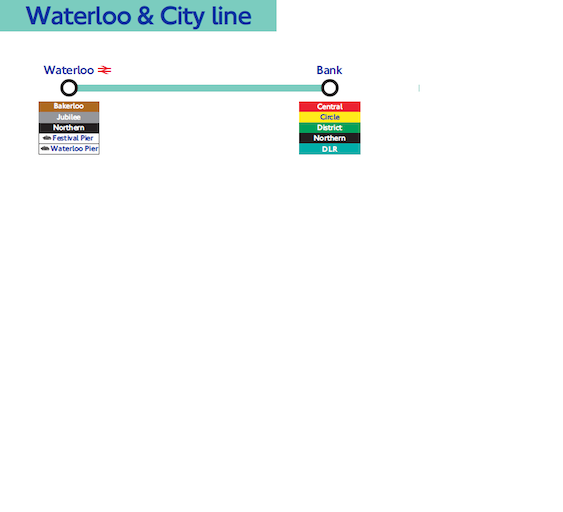 Waterloo & City line
Waterloo
Bakerloo
Jubilee
Northern
Festival Pier
Waterloo Pier
Bank
Central
Circle
District
Northern
DLR